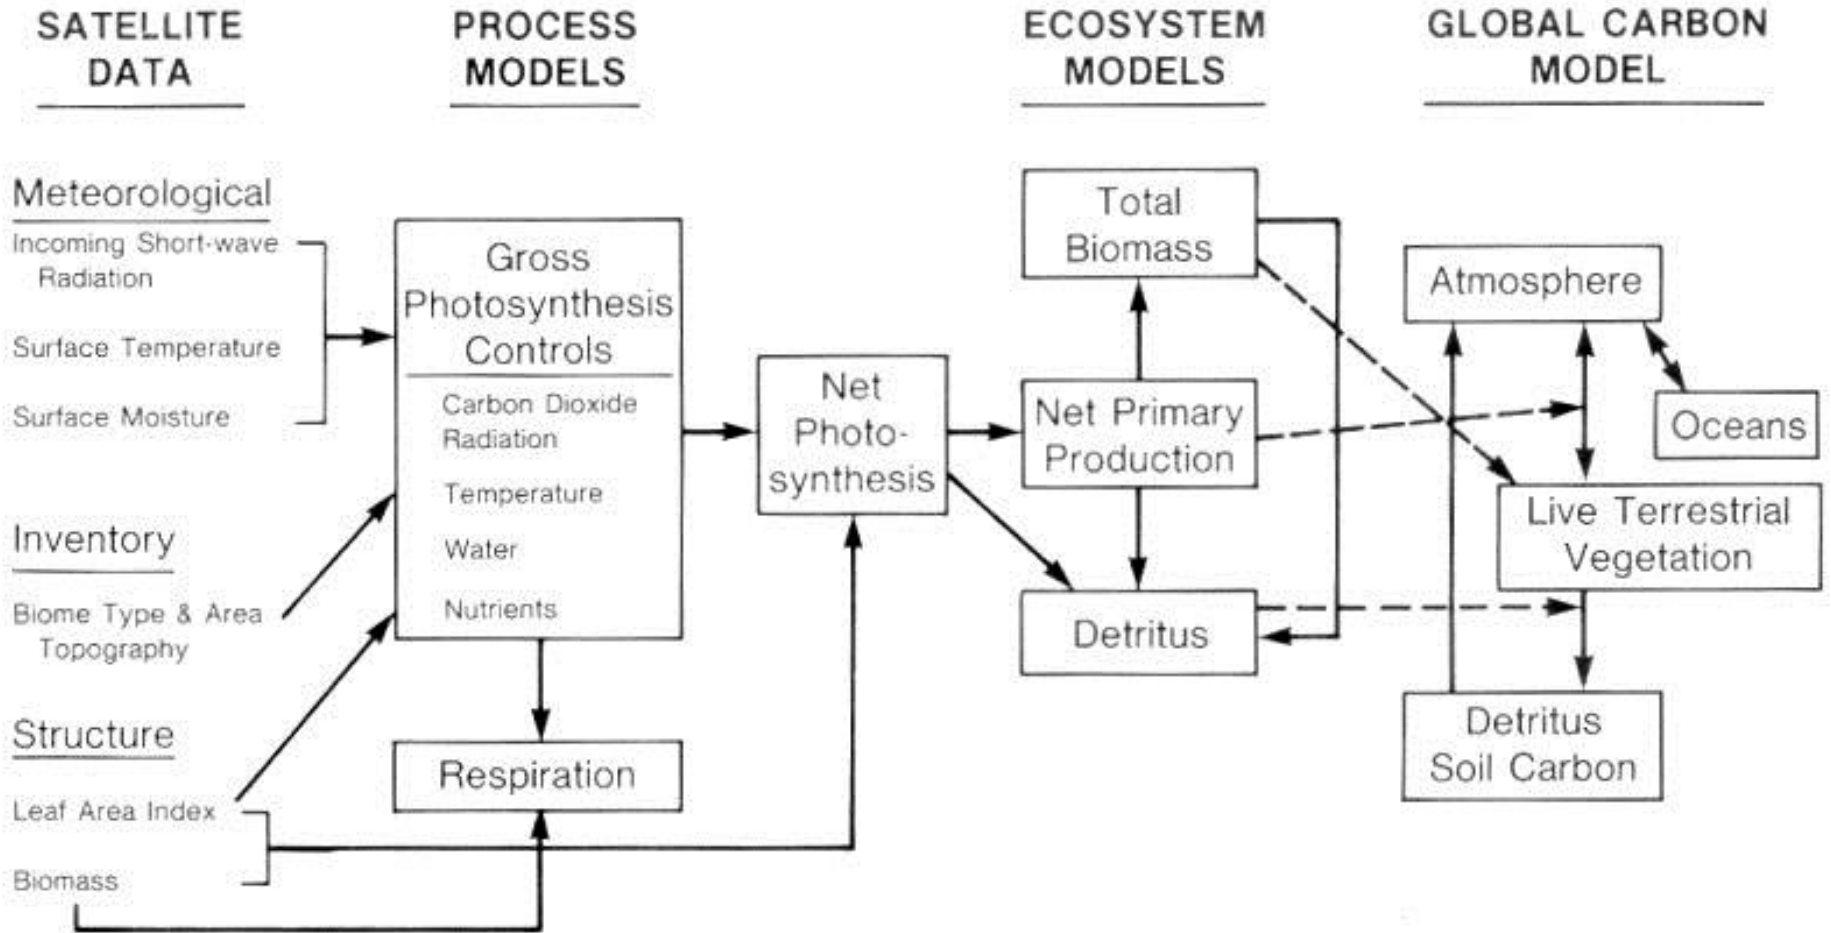 SATELLITE
DATA
PROCESS
MODELS
ECOSYSTEM
MODELS
GLOBAL CARBON
MODEL
Meteorological
Incoming Short-wave
Radiation
Surface Temperature
Surface Moisture
Inventory
Biome Type & Area
Topography
Structure
Leaf Area Index
Biomass
Gross
Photosynthesis
Controls
Carbon Dioxide
Radiation
Temperature
Water
Nutrients
Respiration
Net
Photo-
synthesis
Total
Biomass
Net Primary
Production
Detritus
Atmosphere
Oceans
Live Terrestrial
Vegetation
Detritus
Soil Carbon